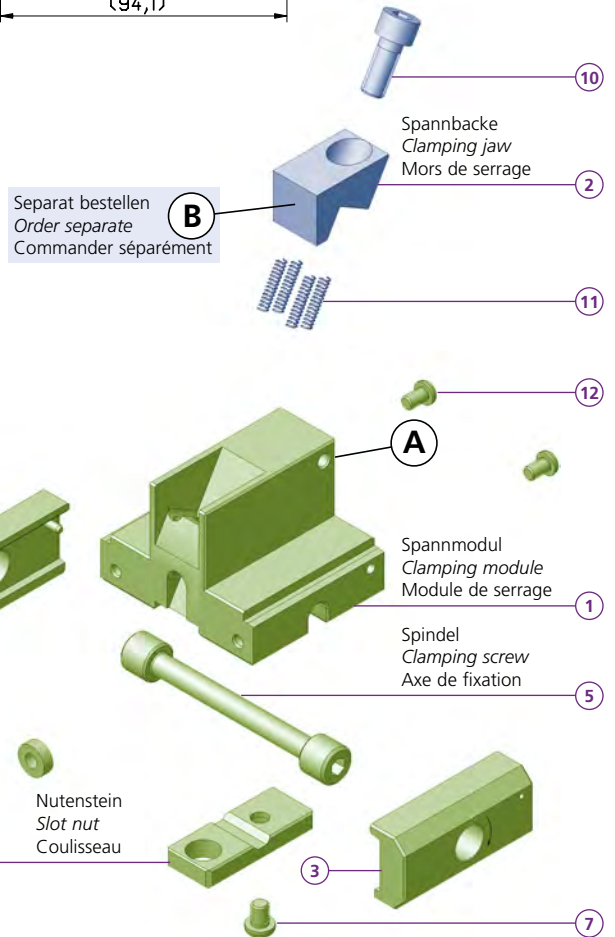 (94,1)
10
Spannbacke
Clamping jaw
Mors de serrage
2
Separat bestellen
Order separate
Commander séparément
B
11
12
A
Spannmodul
Clamping module
Module de serrage
1
Spindel
Clamping screw
Axe de fixation
5
Nutenstein
Slot nut
Coulisseau
3
7